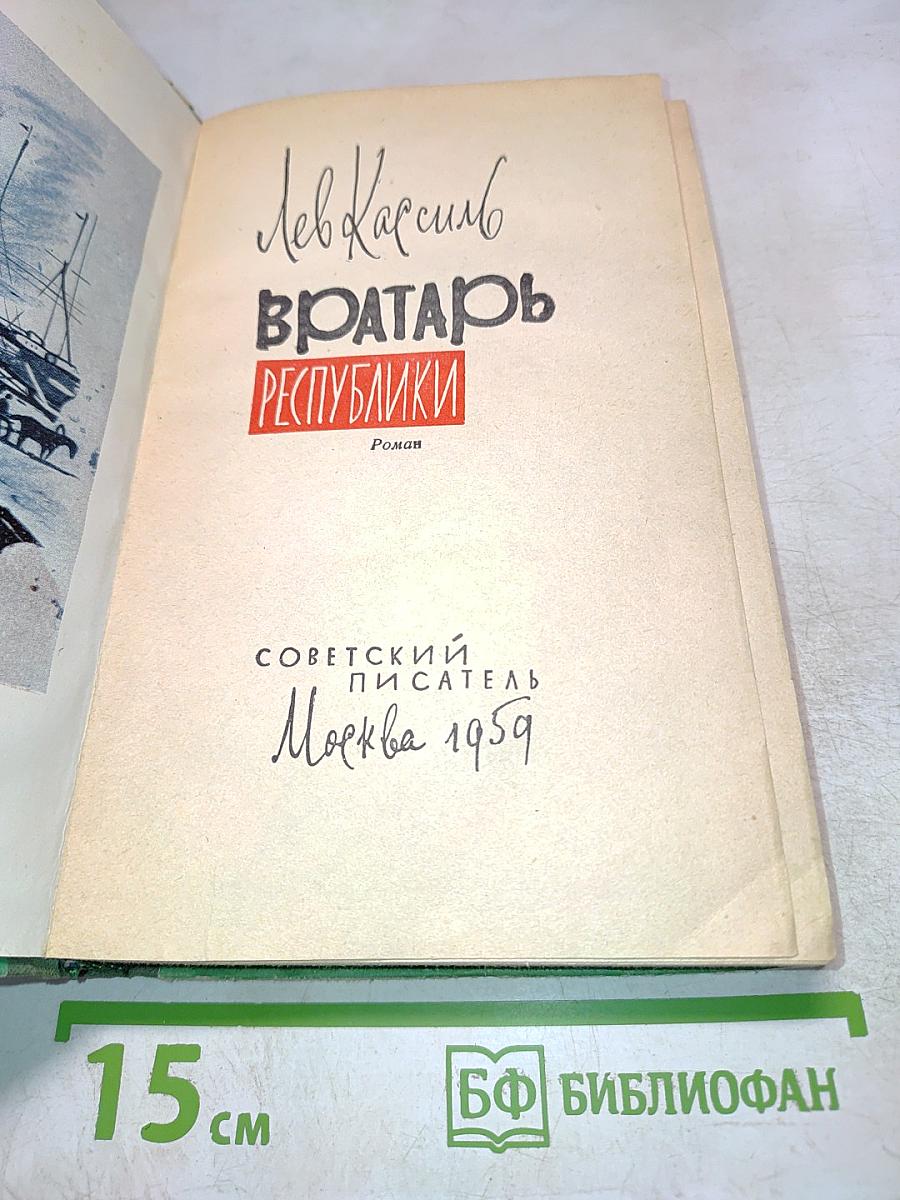 Лев Кассиль
ВРАТАРЬ
РЕСПУБЛИКИ
Роман
СОВЕТСКИЙ
ПИСАТЕЛЬ
Москва 1959
15 см
БФ БИБЛИОФАН